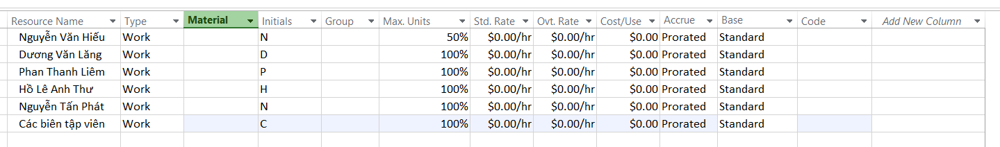 Resource Name Type Material Initials Group Max. Units Std. Rate Ovt. Rate Cost/Use Accrue Base Code Add New Column
Nguyễn Văn Hiếu Work N 50% $0.00/hr $0.00/hr $0.00 Prorated Standard
Dương Văn Lăng Work D 100% $0.00/hr $0.00/hr $0.00 Prorated Standard
Phan Thanh Liêm Work P 100% $0.00/hr $0.00/hr $0.00 Prorated Standard
Hồ Lê Anh Thư Work H 100% $0.00/hr $0.00/hr $0.00 Prorated Standard
Nguyễn Tấn Phát Work N 100% $0.00/hr $0.00/hr $0.00 Prorated Standard
Các biên tập viên Work C 100% $0.00/hr $0.00/hr $0.00 Prorated Standard